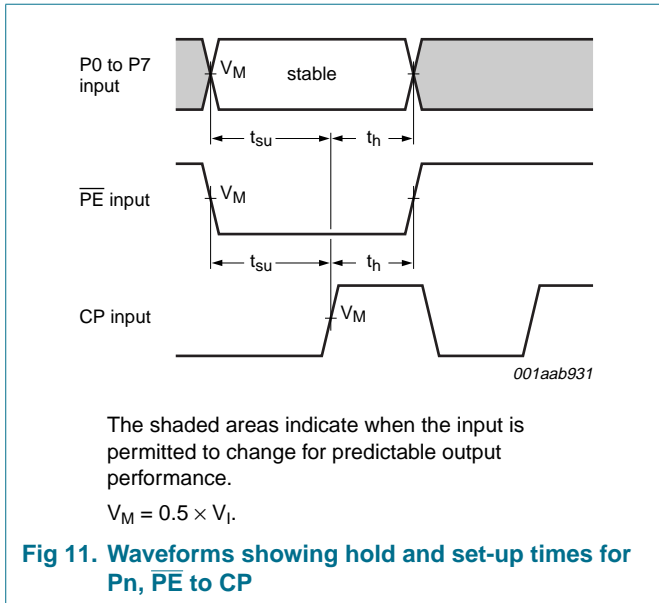 P0 to P7
input
V_M
stable
t_su
t_h
P̅E̅ input
V_M
t_su
t_h
CP input
V_M
001aab931
The shaded areas indicate when the input is
permitted to change for predictable output
performance.
V_M = 0.5 × V_I.
Fig 11. Waveforms showing hold and set-up times for
Pn, P̅E̅ to CP